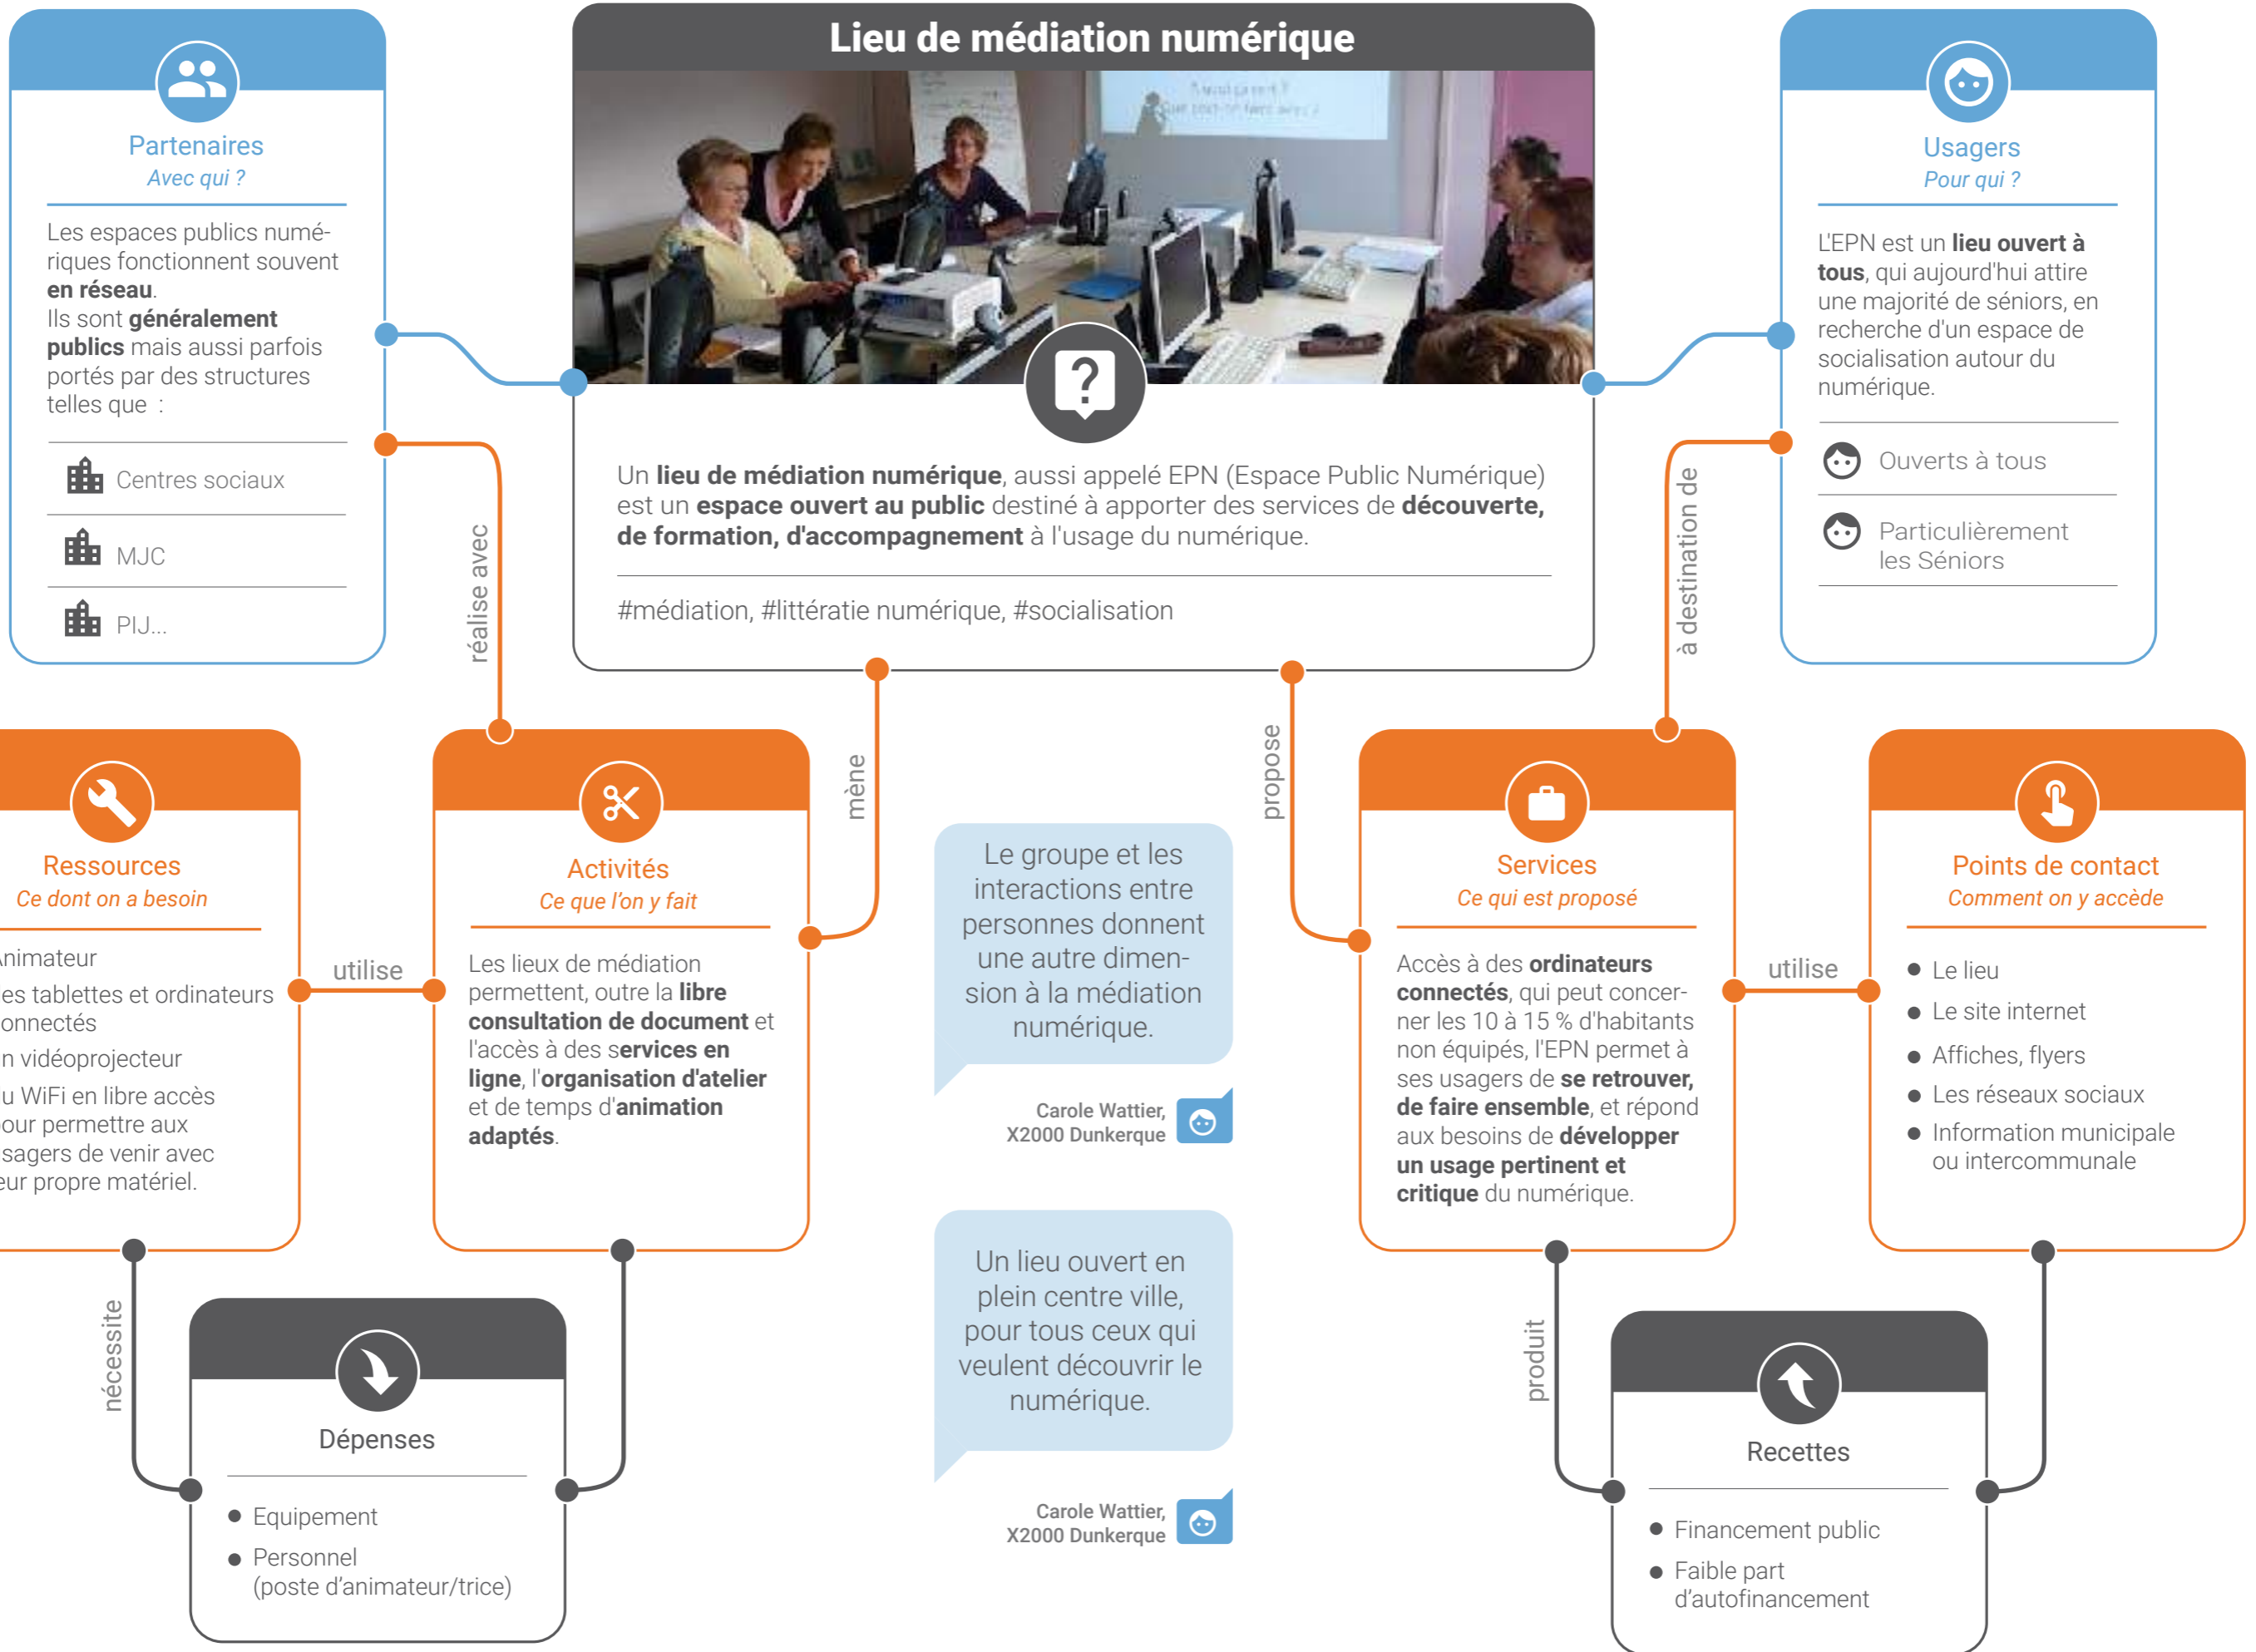 Lieu de médiation numérique
Partenaires
Avec qui ?
Les espaces publics numé-
riques fonctionnent souvent
en réseau.
Ils sont généralement
publics mais aussi parfois
portés par des structures
telles que :
Centres sociaux
MJC
PIJ...
Un lieu de médiation numérique, aussi appelé EPN (Espace Public Numérique)
est un espace ouvert au public destiné à apporter des services de découverte,
de formation, d'accompagnement à l'usage du numérique.
#médiation, #littératie numérique, #socialisation
Usagers
Pour qui ?
L'EPN est un lieu ouvert à
tous, qui aujourd'hui attire
une majorité de séniors, en
recherche d'un espace de
socialisation autour du
numérique.
Ouverts à tous
Particulièrement
les Séniors
réalise avec
mène
propose
à destination de
Ressources
Ce dont on a besoin
nimateur
es tablettes et ordinateurs
onnectés
n vidéoprojecteur
u WiFi en libre accès
our permettre aux
sagers de venir avec
eur propre matériel.
utilise
Activités
Ce que l'on y fait
Les lieux de médiation
permettent, outre la libre
consultation de document et
l'accès à des services en
ligne, l'organisation d'atelier
et de temps d'animation
adaptés.
Le groupe et les
interactions entre
personnes donnent
une autre dimen-
sion à la médiation
numérique.
Carole Wattier,
X2000 Dunkerque
Un lieu ouvert en
plein centre ville,
pour tous ceux qui
veulent découvrir le
numérique.
Carole Wattier,
X2000 Dunkerque
Services
Ce qui est proposé
Accès à des ordinateurs
connectés, qui peut concer-
ner les 10 à 15 % d'habitants
non équipés, l'EPN permet à
ses usagers de se retrouver,
de faire ensemble, et répond
aux besoins de développer
un usage pertinent et
critique du numérique.
utilise
Points de contact
Comment on y accède
Le lieu
Le site internet
Affiches, flyers
Les réseaux sociaux
Information municipale
ou intercommunale
nécessite
Dépenses
Equipement
Personnel
(poste d'animateur/trice)
produit
Recettes
Financement public
Faible part
d'autofinancement